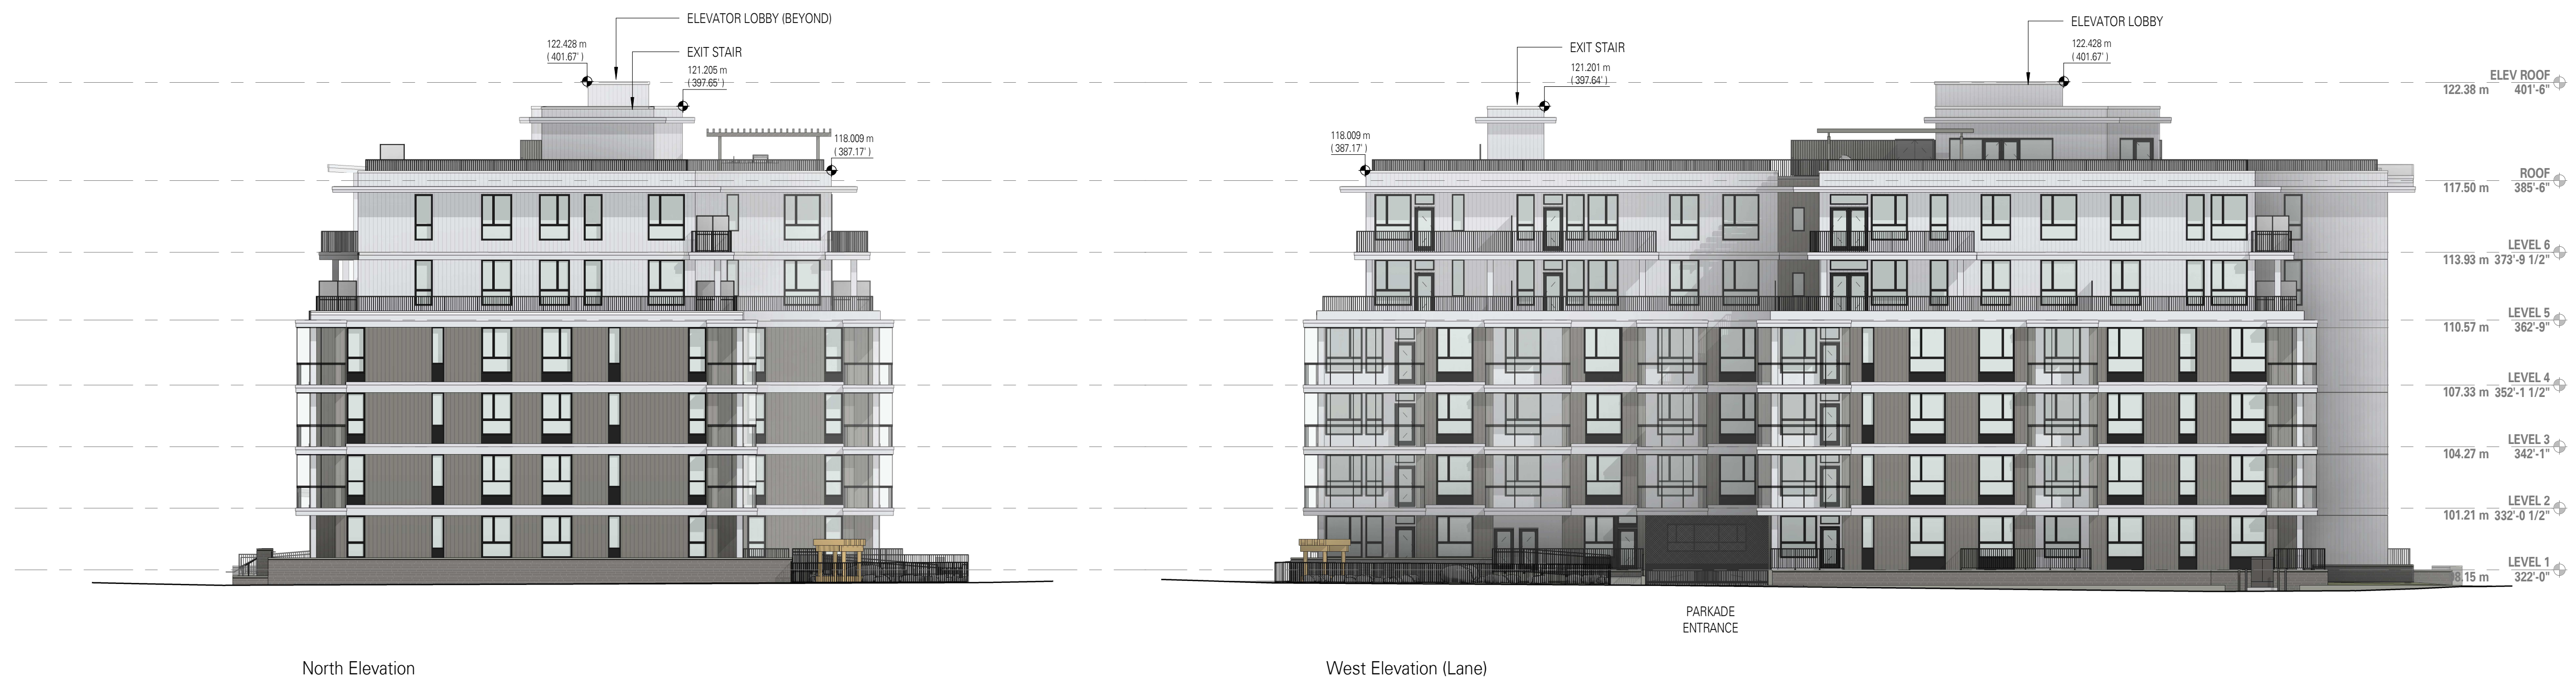 ELEVATOR LOBBY (BEYOND)
122.428 m
( 401.67' )
EXIT STAIR
121.205 m
( 397.65' )
118.009 m
( 387.17' )
North Elevation
ELEVATOR LOBBY
122.428 m
( 401.67' )
EXIT STAIR
121.201 m
( 397.64' )
118.009 m
( 387.17' )
ELEV ROOF
122.38 m 401'-6"
ROOF
117.50 m 385'-6"
LEVEL 6
113.93 m 373'-9 1/2"
LEVEL 5
110.57 m 362'-9"
LEVEL 4
107.33 m 352'-1 1/2"
LEVEL 3
104.27 m 342'-1"
LEVEL 2
101.21 m 332'-0 1/2"
LEVEL 1
8.15 m 322'-0"
PARKADE
ENTRANCE
West Elevation (Lane)